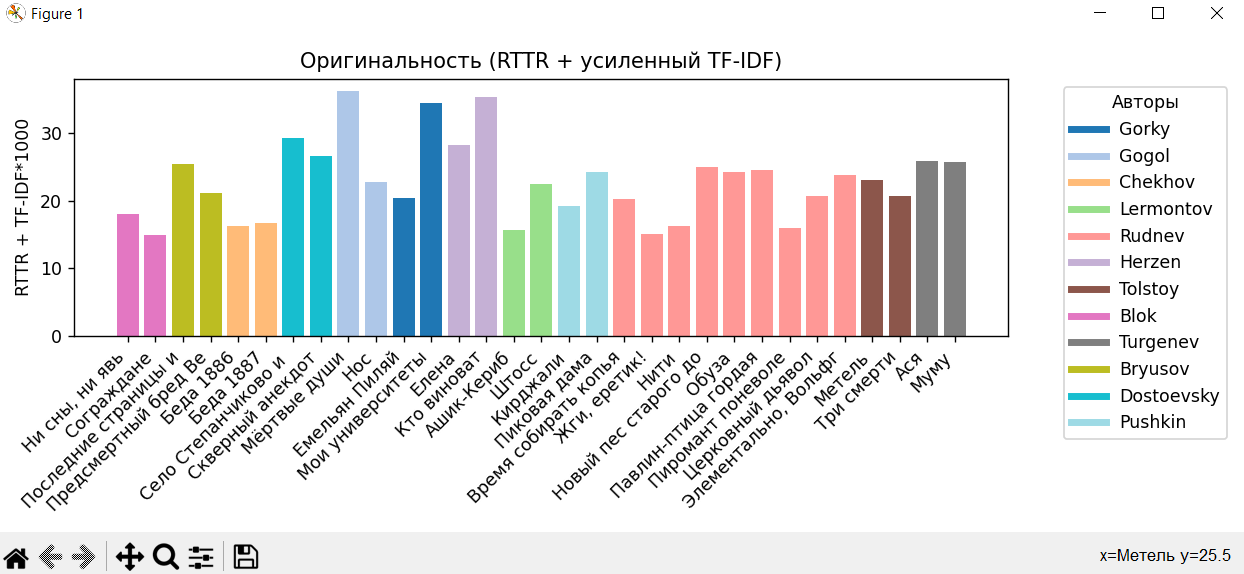 Figure 1
Оригинальность (RTTR + усиленный TF-IDF)
RTTR + TF-IDF*1000
30
20
10
0
Ни сны, ни явь
Сограждане
Последние страницы и
Предсмертный бред Ве
Беда 1886
Беда 1887
Село Степанчиково и
Скверный анекдот
Мёртвые души
Нос
Емельян Пиляй
Мои университеты
Елена
Кто виноват
Ашик-Кериб
Штосс
Кирджали
Пиковая дама
Время собирать копья
Жги, еретик!
Нити
Новый пес старого до
Обуза
Павлин-птица гордая
Пиромант поневоле
Церковный дьявол
Элементально, Вольфг
Метель
Три смерти
Ася
Муму
Авторы
Gorky
Gogol
Chekhov
Lermontov
Rudnev
Herzen
Tolstoy
Blok
Turgenev
Bryusov
Dostoevsky
Pushkin
x=Метель y=25.5